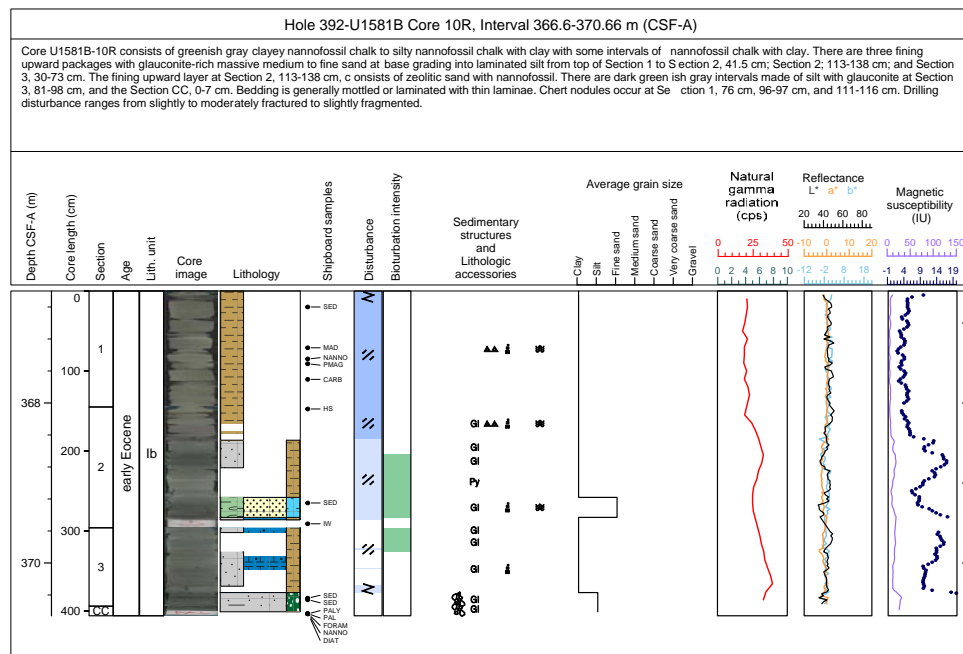 Hole 392-U1581B Core 10R, Interval 366.6-370.66 m (CSF-A)
Core U1581B-10R consists of greenish gray clayey nannofossil chalk to silty nannofossil chalk with clay with some intervals of nannofossil chalk with clay. There are three fining
upward packages with glauconite-rich massive medium to fine sand at base grading into laminated silt from top of Section 1 to S ection 2, 41.5 cm; Section 2; 113-138 cm; and Section
3, 30-73 cm. The fining upward layer at Section 2, 113-138 cm, c onsists of zeolitic sand with nannofossil. There are dark green ish gray intervals made of silt with glauconite at Section
3, 81-98 cm, and the Section CC, 0-7 cm. Bedding is generally mottled or laminated with thin laminae. Chert nodules occur at Se ction 1, 76 cm, 96-97 cm, and 111-116 cm. Drilling
disturbance ranges from slightly to moderately fractured to slightly fragmented.
Depth CSF-A (m)
Core length (cm)
Section
Age
Lith. unit
Core
image
Lithology
Shipboard samples
Disturbance
Bioturbation intensity
Sedimentary
structures
and
Lithologic
accessories
Average grain size
Clay
Silt
Fine sand
Medium sand
Coarse sand
Very coarse sand
Gravel
Natural
gamma
radiation
(cps)
0 25 50
0 2 4 6 8 10
Reflectance
L* a* b*
20 40 60 80
-10 0 10 20
-12 -2 8 18
Magnetic
susceptibility
(IU)
0 50 100 150
-1 4 9 14 19
0
100
200
300
400
368
370
1
2
3
CC
early Eocene
Ib
SED
MAD
NANNO
PMAG
CARB
HS
SED
IW
SED
SED
PALY
PAL
FORAM
NANNO
DIAT
Gl
Gl
Gl
Py
Gl
Gl
Gl
Gl
Gl
Gl